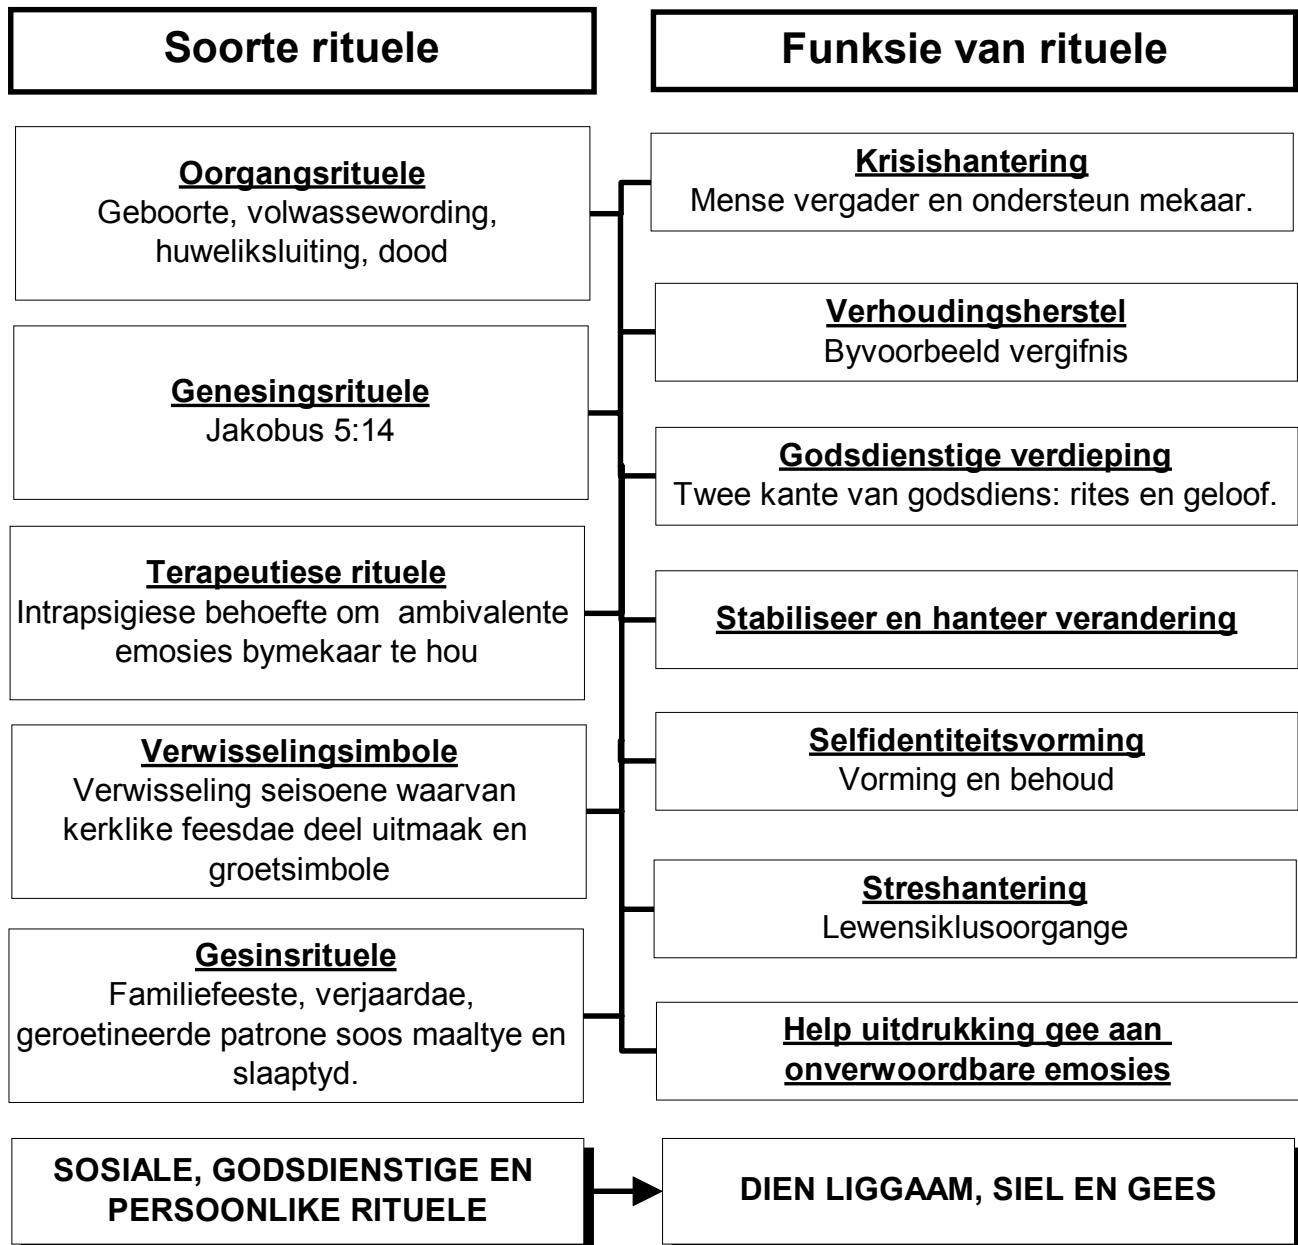 Soorte rituele
Oorgangsrituele
Geboorte, volwassewording,
huweliksluiting, dood
Genesingsrituele
Jakobus 5:14
Terapeutiese rituele
Intrapsigiese behoefte om ambivalente
emosies bymekaar te hou
Verwisselingsimbole
Verwisseling seisoene waarvan
kerklike feesdae deel uitmaak en
groetsimbole
Gesinsrituele
Familiefeeste, verjaardae,
geroetineerde patrone soos maaltye en
slaaptyd.
Funksie van rituele
Krisishantering
Mense vergader en ondersteun mekaar.
Verhoudingsherstel
Byvoorbeeld vergifnis
Godsdienstige verdieping
Twee kante van godsdiens: rites en geloof.
Stabiliseer en hanteer verandering
Selfidentiteitsvorming
Vorming en behoud
Streshantering
Lewensiklusoorgange
Help uitdrukking gee aan
onverwoordbare emosies
SOSIALE, GODSDIENSTIGE EN
PERSOONLIKE RITUELE
DIEN LIGGAAM, SIEL EN GEES